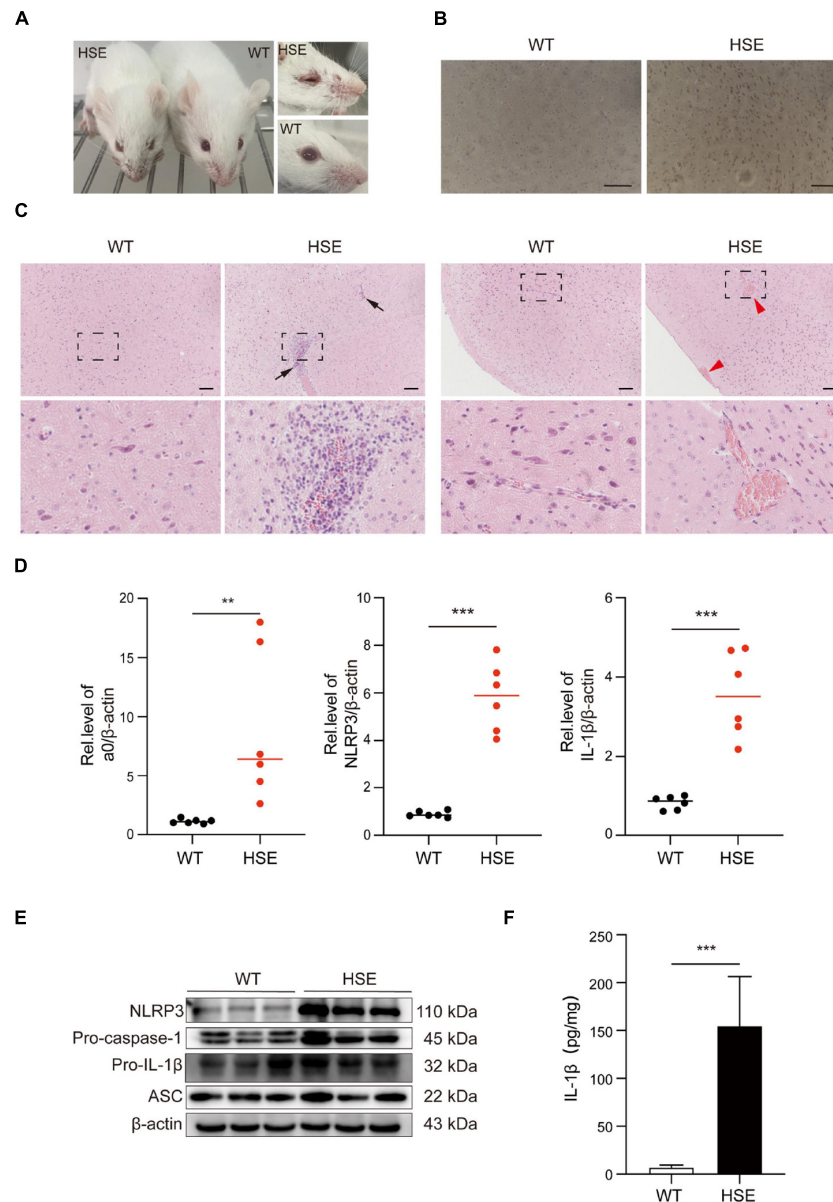 A
HSE
WT
HSE
WT
B
WT
HSE
C
WT
HSE
WT
HSE
D
Rel.level of
a0/β-actin
20
15
10
5
0
**
WT
HSE
Rel.level of
NLRP3/β-actin
10
8
6
4
2
0
***
WT
HSE
Rel.level of
IL-1β/β-actin
6
4
2
0
***
WT
HSE
E
WT
HSE
NLRP3
110 kDa
Pro-caspase-1
45 kDa
Pro-IL-1β
32 kDa
ASC
22 kDa
β-actin
43 kDa
F
IL-1β (pg/mg)
250
200
150
100
50
0
***
WT
HSE